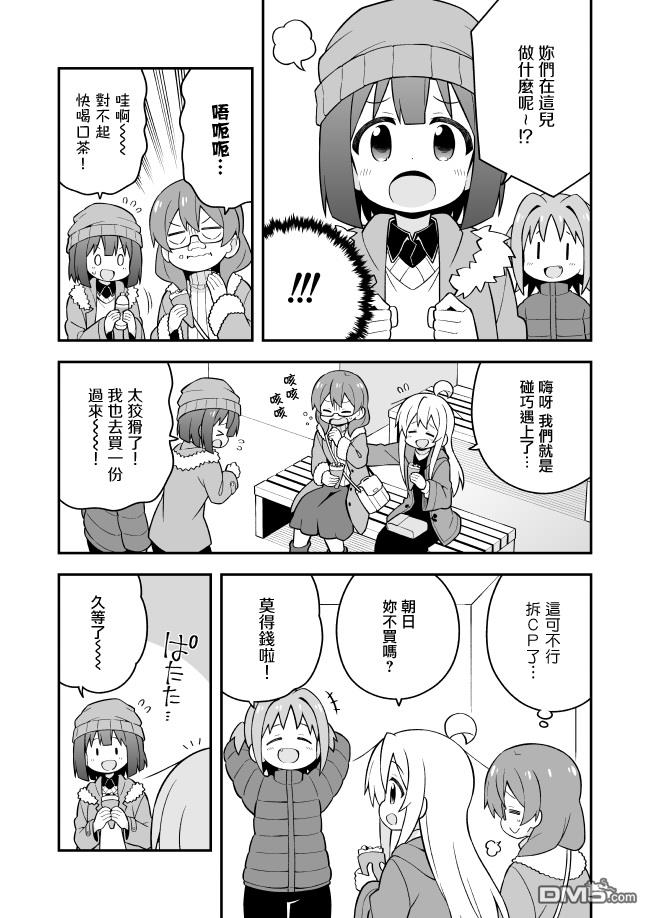 妳們在這兒
做什麼呢~!?
!!!
唔呃呃…
哇啊~~
對不起
快喝口茶！
嗨呀 我們就是
碰巧遇上了…
咳咳
咳咳
太狡猾了！
我也去買一份
過來~~！
這可不行
拆CP了…
朝日
妳不買嗎？
莫得錢啦！
久等了~~
ぱたた…
DM5.com